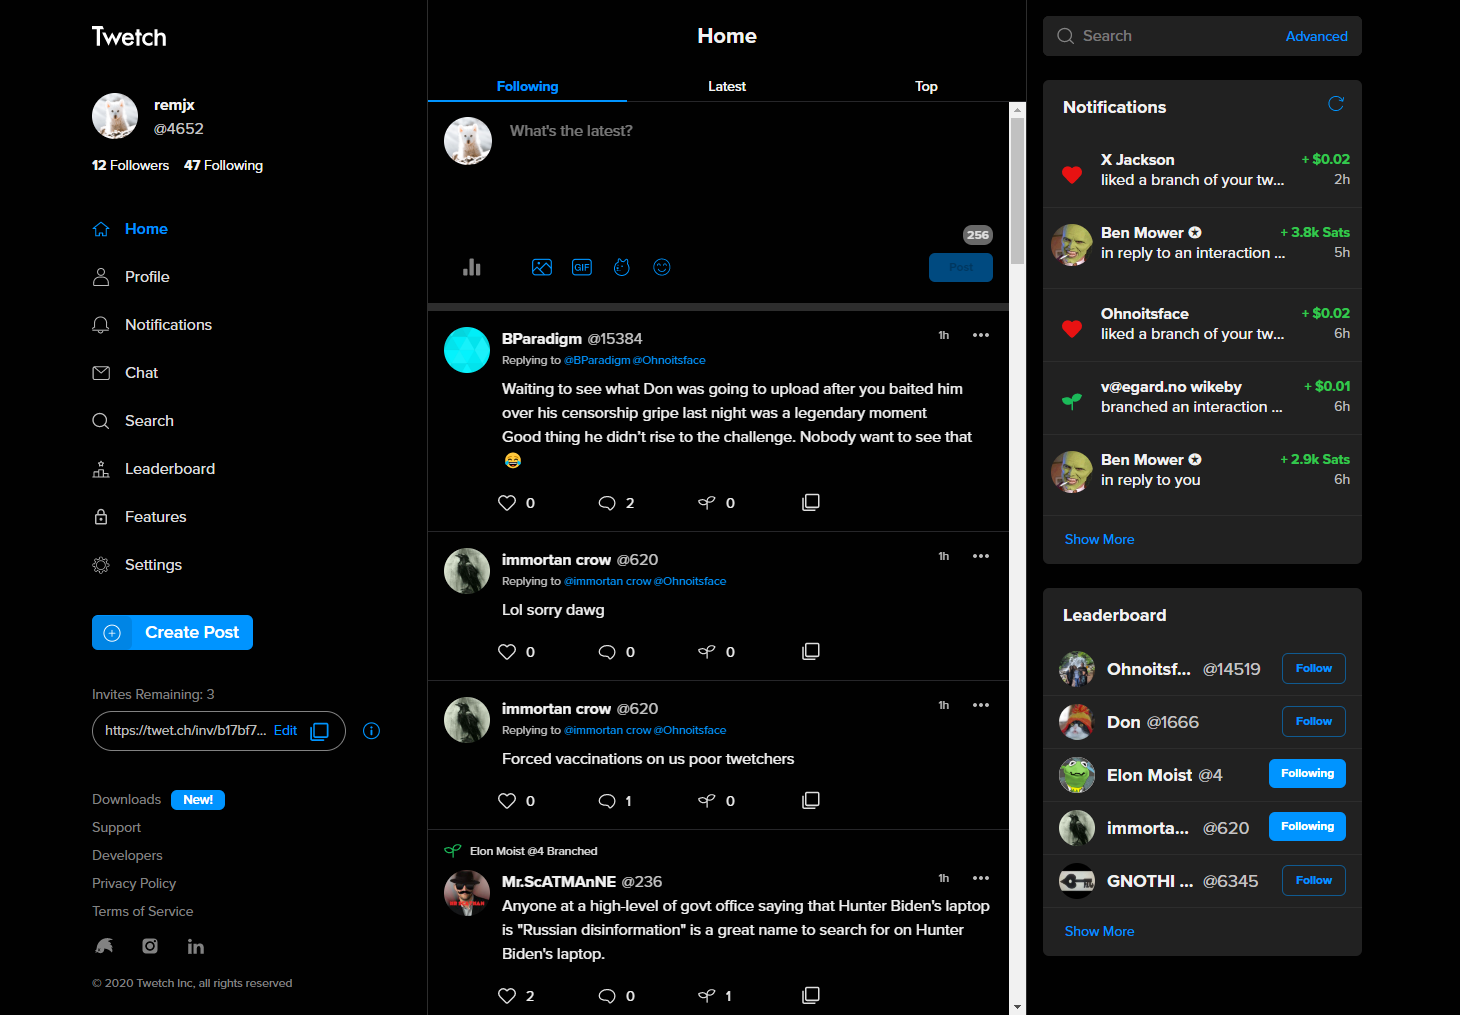 Twetch
remjx
@4652
12 Followers 47 Following
Home
Profile
Notifications
Chat
Search
Leaderboard
Features
Settings
Create Post
Invites Remaining: 3
https://twet.ch/inv/b17bf7... Edit
Downloads New!
Support
Developers
Privacy Policy
Terms of Service
© 2020 Twetch Inc, all rights reserved
Home
Following Latest Top
What's the latest?
256
GIF Post
BParadigm @15384 1h
Replying to @BParadigm @Ohnoitsface
Waiting to see what Don was going to upload after you baited him
over his censorship gripe last night was a legendary moment
Good thing he didn’t rise to the challenge. Nobody want to see that
😂
0 2 0
immortan crow @620 1h
Replying to @immortan crow @Ohnoitsface
Lol sorry dawg
0 0 0
immortan crow @620 1h
Replying to @immortan crow @Ohnoitsface
Forced vaccinations on us poor twetchers
0 1 0
Elon Moist @4 Branched
Mr.ScATMAnNE @236 1h
Anyone at a high-level of govt office saying that Hunter Biden's laptop
is "Russian disinformation" is a great name to search for on Hunter
Biden's laptop.
2 0 1
Search Advanced
Notifications
X Jackson + $0.02
liked a branch of your tw... 2h
Ben Mower + 3.8k Sats
in reply to an interaction ... 5h
Ohnoitsface + $0.02
liked a branch of your tw... 6h
v@egard.no wikeby + $0.01
branched an interaction ... 6h
Ben Mower + 2.9k Sats
in reply to you 6h
Show More
Leaderboard
Ohnoitsf... @14519 Follow
Don @1666 Follow
Elon Moist @4 Following
immorta... @620 Following
GNOTHI ... @6345 Follow
Show More